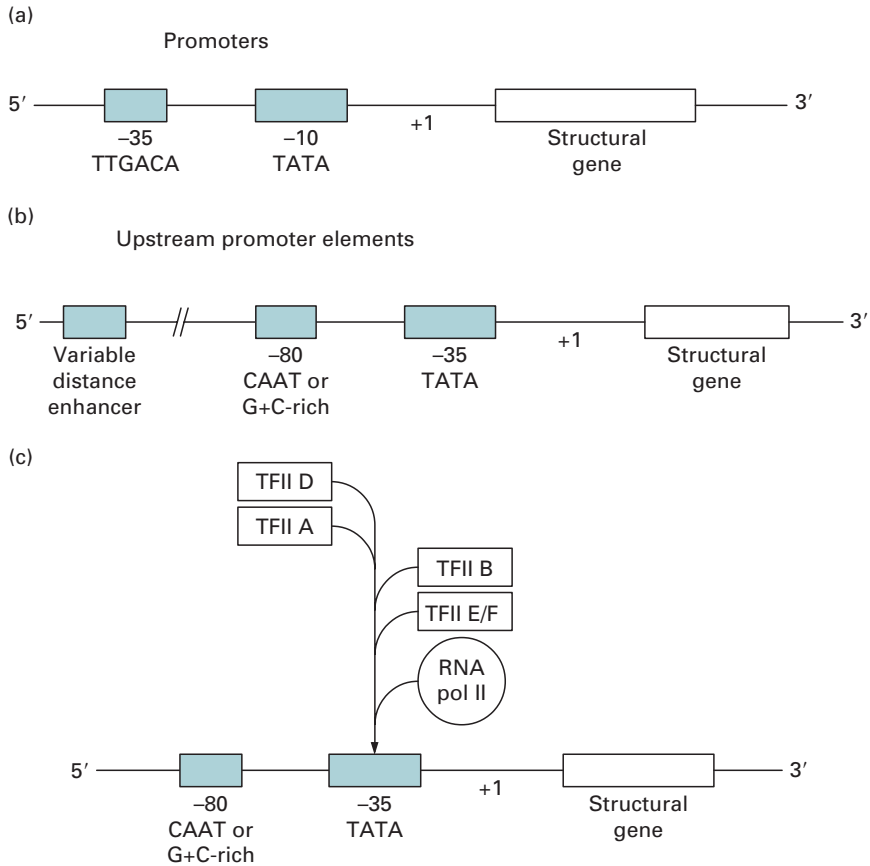 (a)
Promoters
5′
3′
+1
–35
–10
Structural
TTGACA
TATA
gene
(b)
Upstream promoter elements
5′
3′
+1
Variable
–80
–35
Structural
distance
CAAT or
TATA
gene
enhancer
G+C-rich
(c)
TFII D
TFII A
TFII B
TFII E/F
RNA
pol II
5′
3′
+1
–80
–35
Structural
CAAT or
TATA
gene
G+C-rich